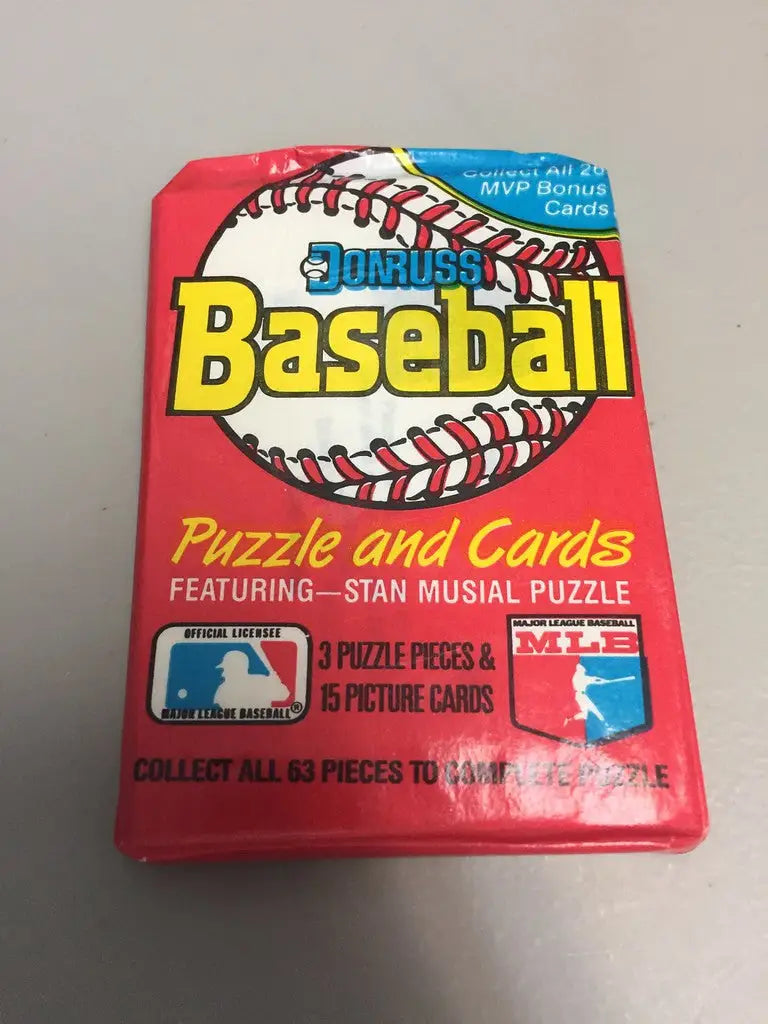 Collect All 26
MVP Bonus
Cards
DONRUSS
Baseball
Puzzle and Cards
FEATURING—STAN MUSIAL PUZZLE
OFFICIAL LICENSEE
MAJOR LEAGUE BASEBALL®
3 PUZZLE PIECES &
15 PICTURE CARDS
MAJOR LEAGUE BASEBALL
MLB
COLLECT ALL 63 PIECES TO COMPLETE PUZZLE